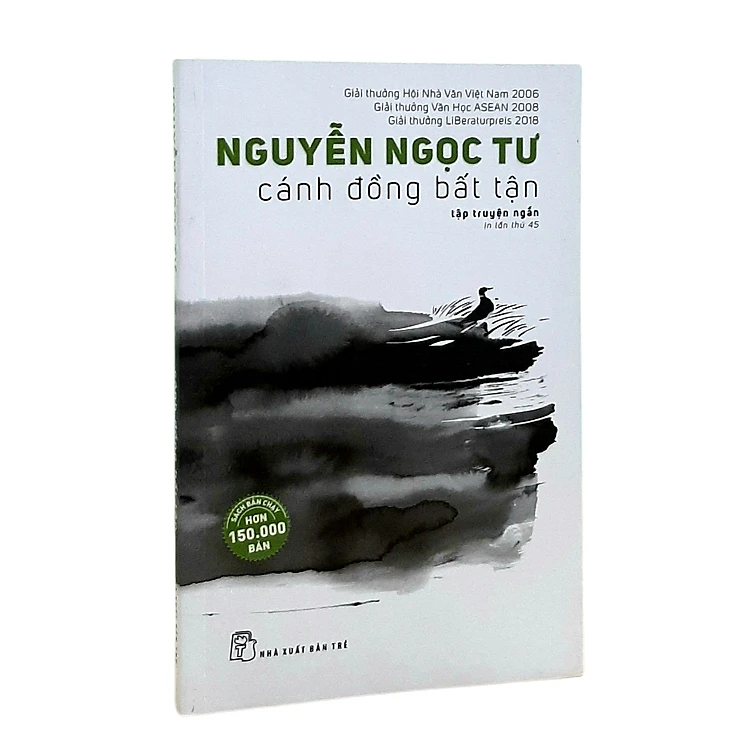 Giải thưởng Hội Nhà Văn Việt Nam 2006
Giải thưởng Văn Học ASEAN 2008
Giải thưởng LiBeraturpreis 2018
NGUYỄN NGỌC TƯ
cánh đồng bất tận
tập truyện ngắn
In lần thứ 45
SÁCH BÁN CHẠY
HƠN
150.000
BẢN
NHÀ XUẤT BẢN TRẺ